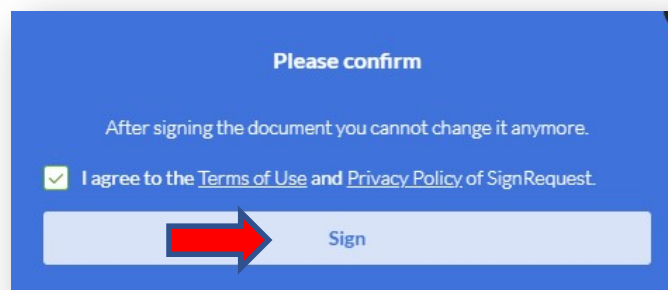 Please confirm
After signing the document you cannot change it anymore.
I agree to the Terms of Use and Privacy Policy of SignRequest.
Sign